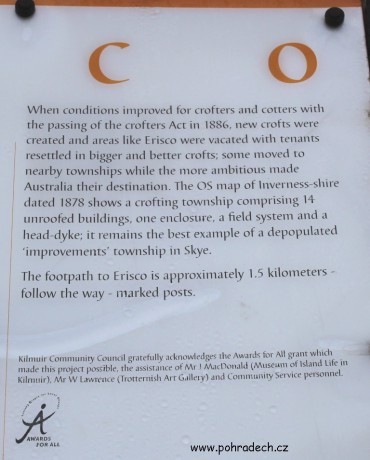 C O
When conditions improved for crofters and cotters with
the passing of the crofters Act in 1886, new crofts were
created and areas like Erisco were vacated with tenants
resettled in bigger and better crofts; some moved to
nearby townships while the more ambitious made
Australia their destination. The OS map of Inverness-shire
dated 1878 shows a crofting township comprising 14
unroofed buildings, one enclosure, a field system and a
head-dyke; it remains the best example of a depopulated
'improvements' township in Skye.
The footpath to Erisco is approximately 1.5 kilometers -
follow the way - marked posts.
Kilmuir Community Council gratefully acknowledges the Awards for All grant which
made this project possible, the assistance of Mr J MacDonald (Museum of Island Life in
Kilmuir), Mr W Lawrence (Trotternish Art Gallery) and Community Service personnel.
AWARDS
FOR ALL
www.pohradech.cz